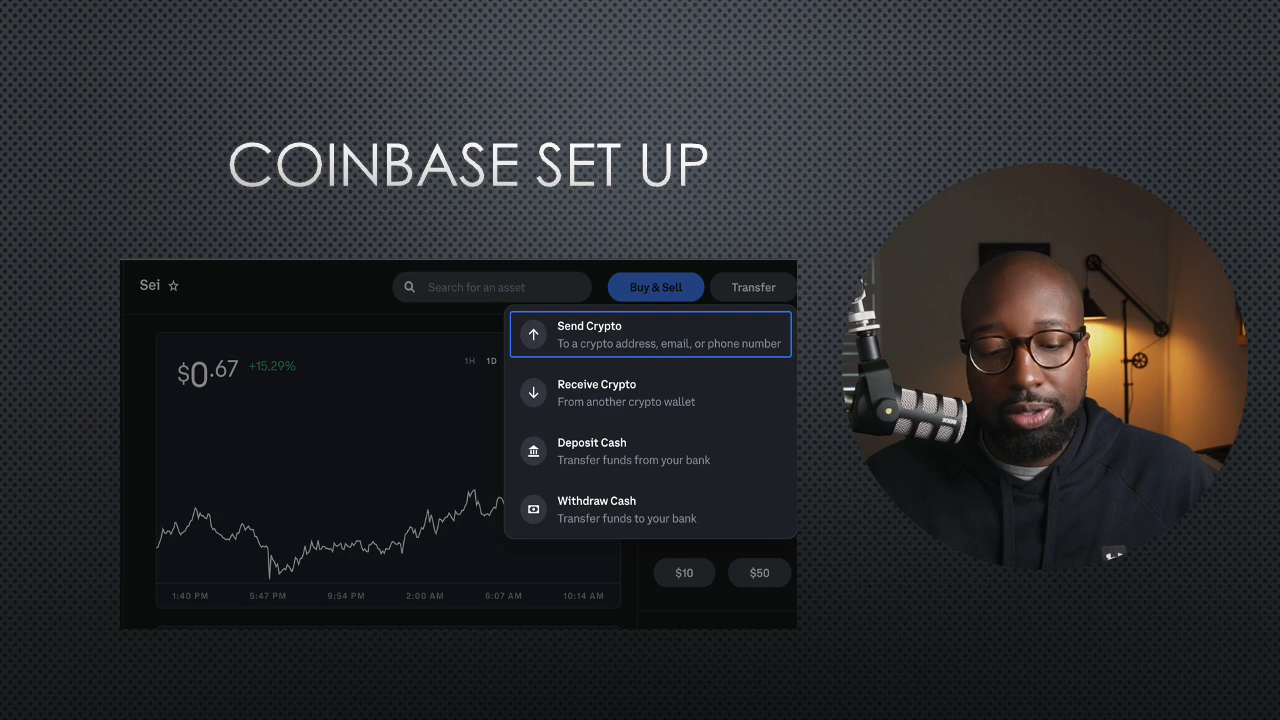 COINBASE SET UP
Sei
Search for an asset
Buy & Sell
Transfer
$0.67 +15.29%
1H 1D
Send Crypto
To a crypto address, email, or phone number
Receive Crypto
From another crypto wallet
Deposit Cash
Transfer funds from your bank
Withdraw Cash
Transfer funds to your bank
$10
$50
1:40 PM 5:47 PM 9:54 PM 2:00 AM 6:07 AM 10:14 AM